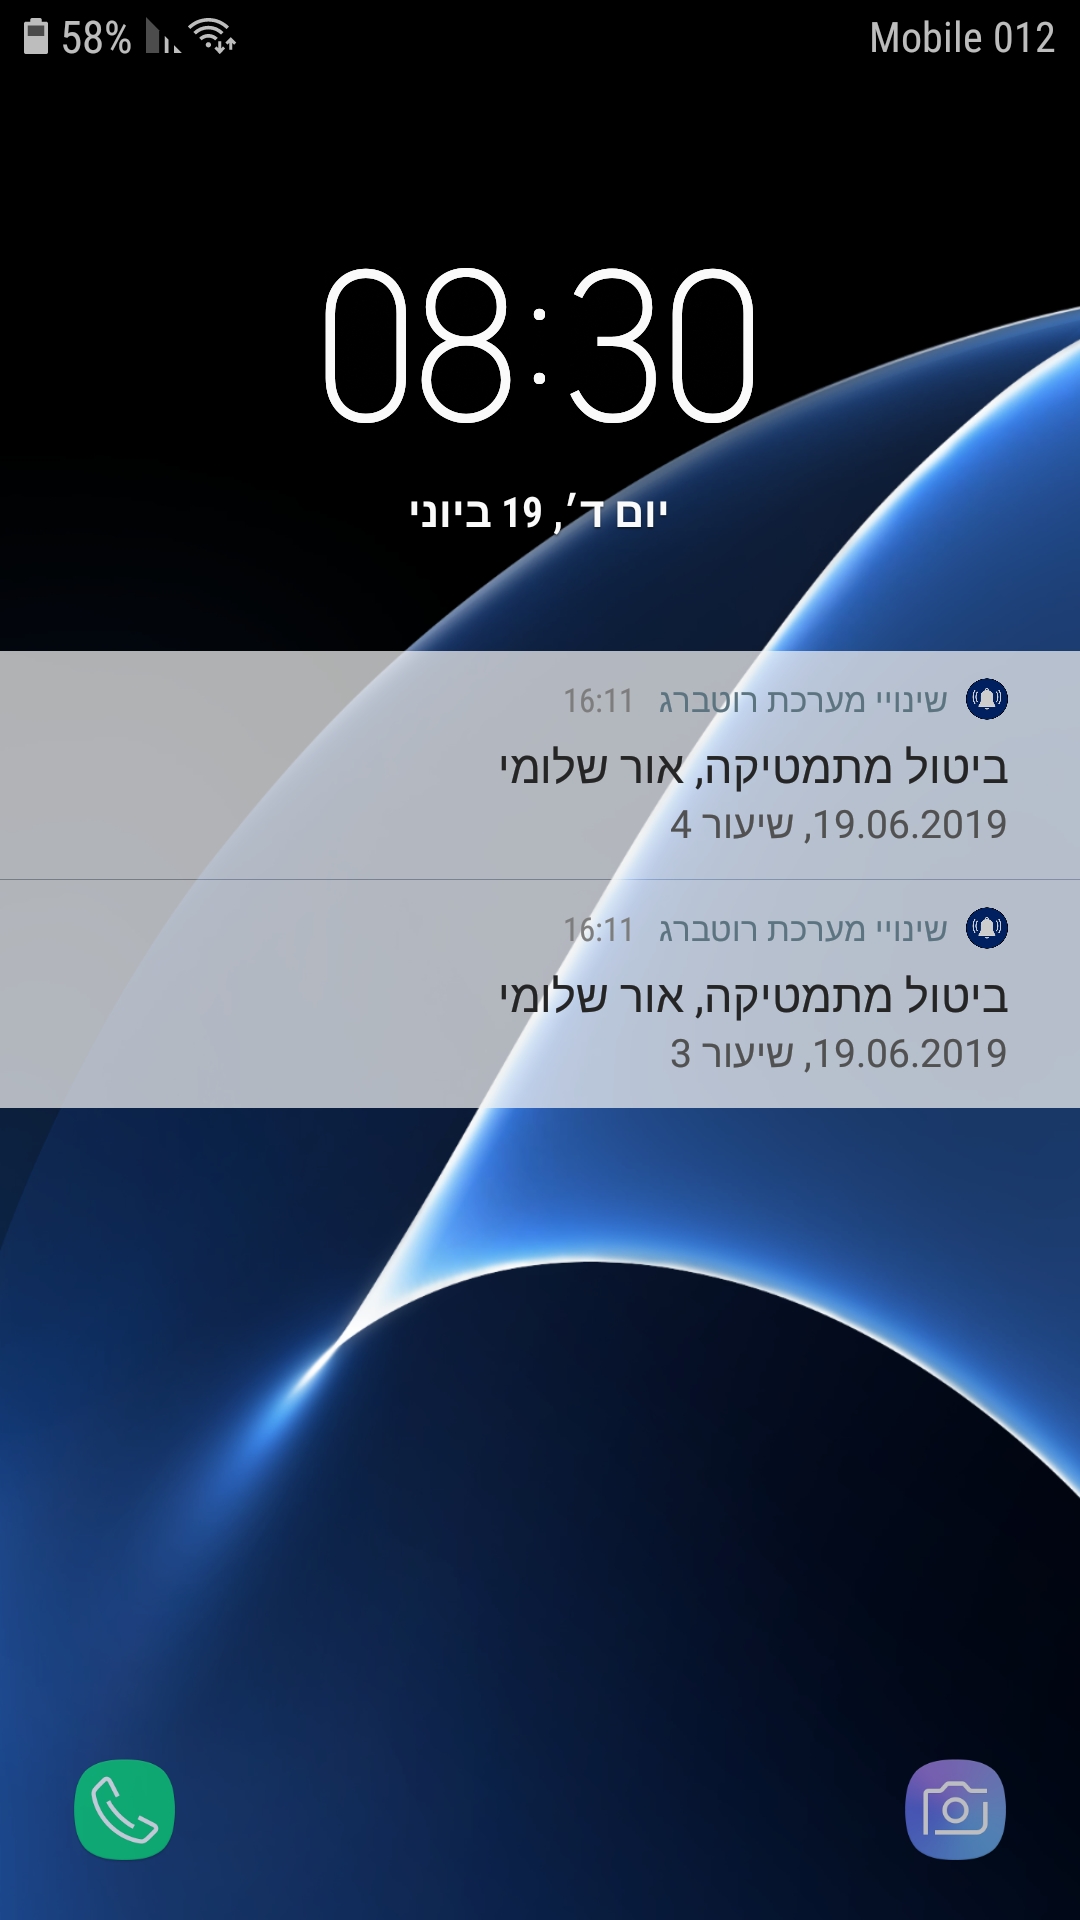 58%
Mobile 012
08:30
יום ד׳, 19 ביוני
שינויי מערכת רוטברג 16:11
ביטול מתמטיקה, אור שלומי
19.06.2019, שיעור 4
שינויי מערכת רוטברג 16:11
ביטול מתמטיקה, אור שלומי
19.06.2019, שיעור 3